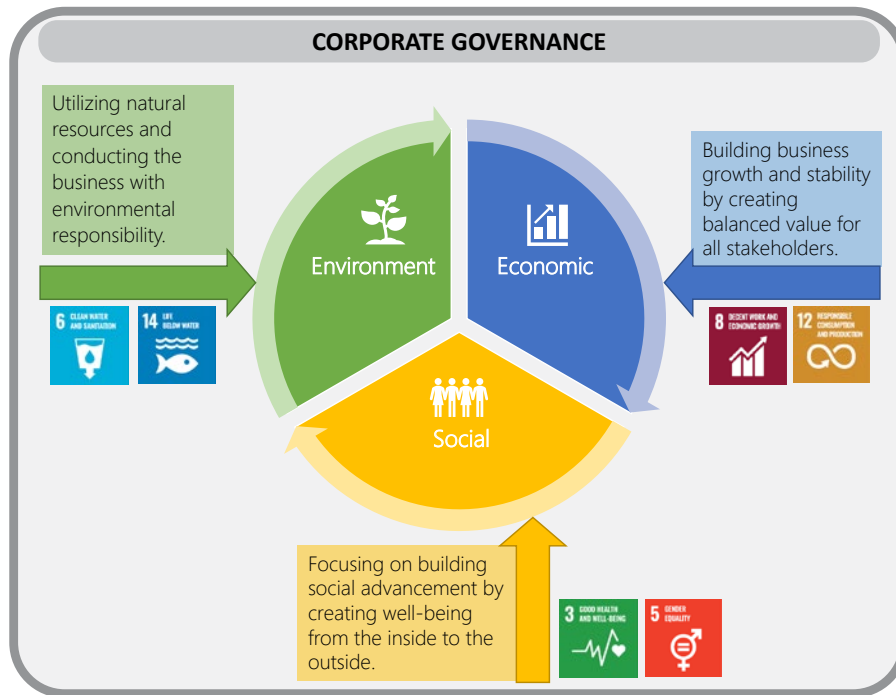 CORPORATE GOVERNANCE
Utilizing natural
resources and
conducting the
business with
environmental
responsibility.
6 CLEAN WATER
AND SANITATION
14 LIFE
BELOW WATER
Environment
Economic
Social
Building business
growth and stability
by creating
balanced value for
all stakeholders.
8 DECENT WORK AND
ECONOMIC GROWTH
12 RESPONSIBLE
CONSUMPTION
AND PRODUCTION
Focusing on building
social advancement by
creating well-being
from the inside to the
outside.
3 GOOD HEALTH
AND WELL-BEING
5 GENDER
EQUALITY